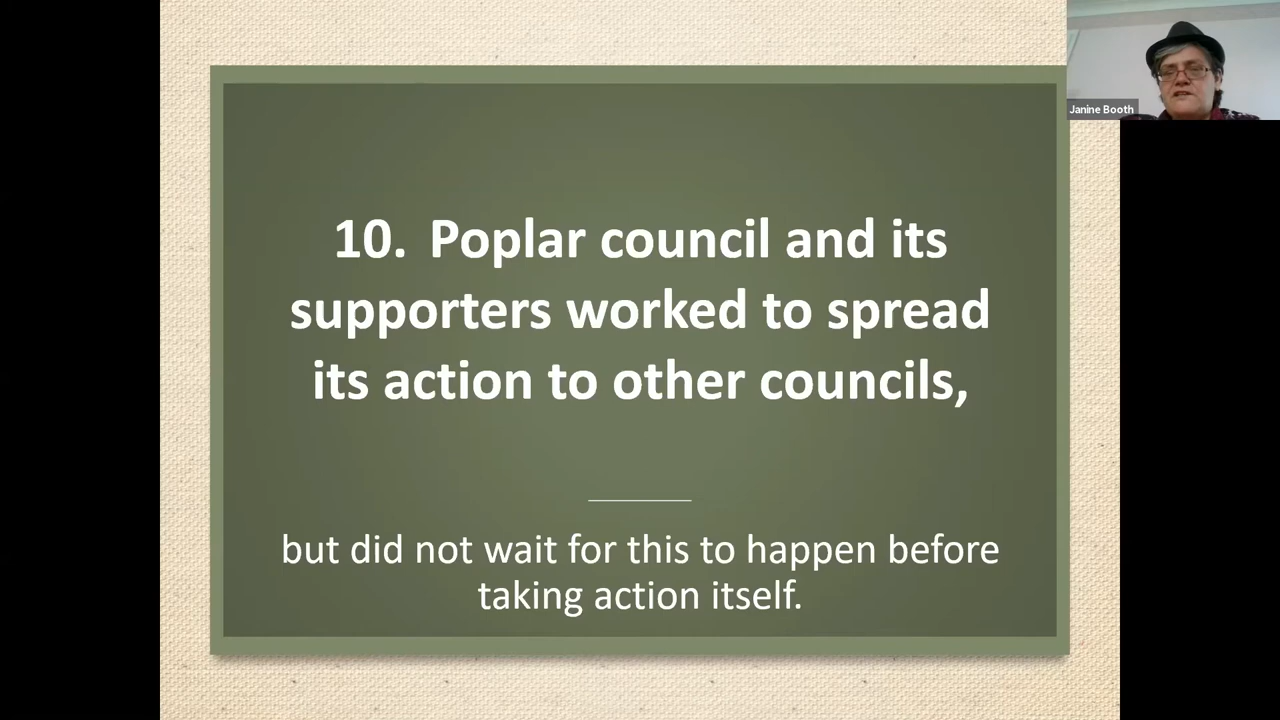 Janine Booth
10. Poplar council and its
supporters worked to spread
its action to other councils,
but did not wait for this to happen before
taking action itself.